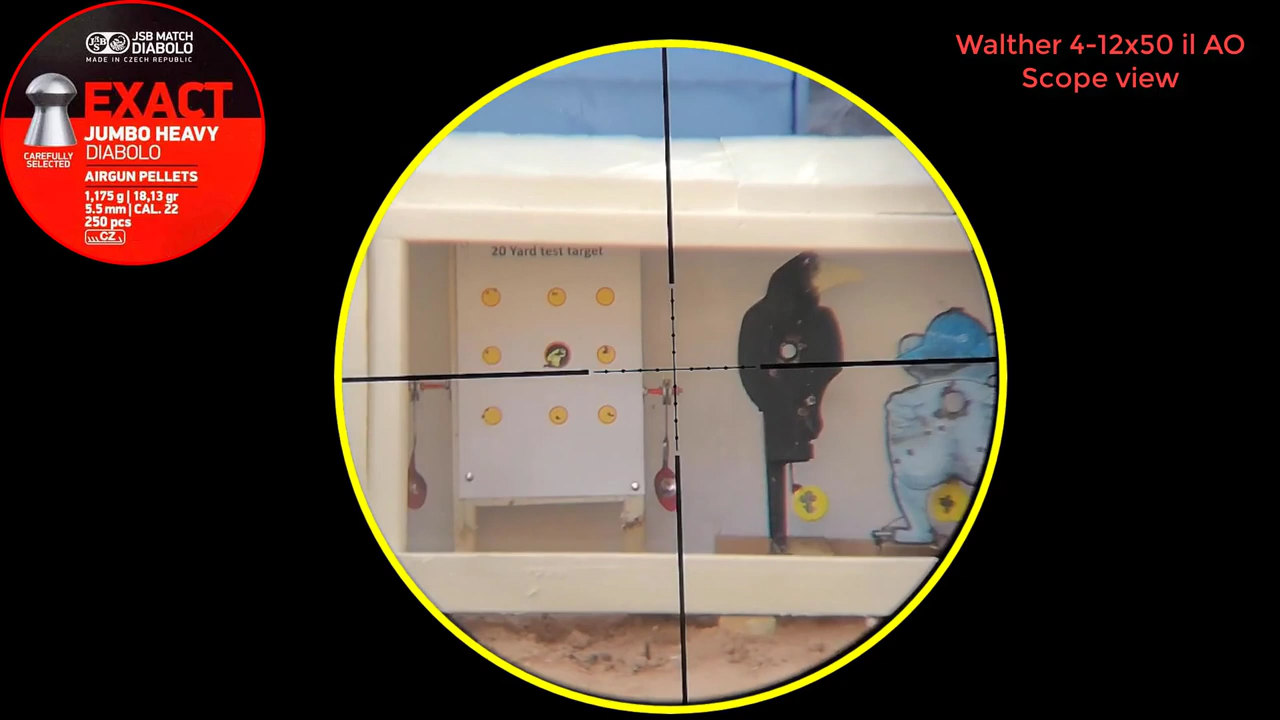 JSB MATCH
DIABOLO
MADE IN CZECH REPUBLIC
EXACT
JUMBO HEAVY
DIABOLO
CAREFULLY
SELECTED
AIRGUN PELLETS
1,175 g | 18,13 gr
5.5 mm | CAL. 22
250 pcs
CZ
Walther 4-12x50 il AO
Scope view
20 Yard test target